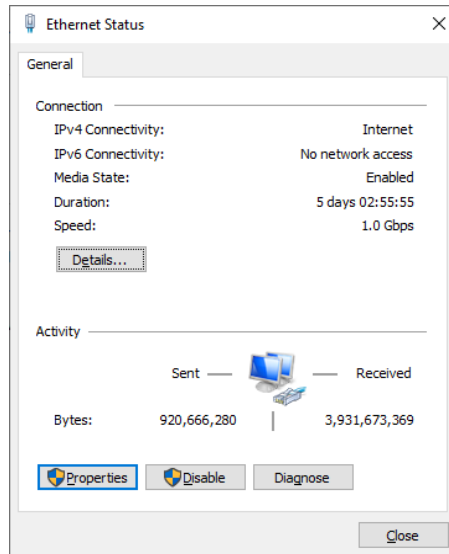 Ethernet Status
General
Connection
IPv4 Connectivity: Internet
IPv6 Connectivity: No network access
Media State: Enabled
Duration: 5 days 02:55:55
Speed: 1.0 Gbps
Details...
Activity
Sent Received
Bytes: 920,666,280 3,931,673,369
Properties Disable Diagnose
Close